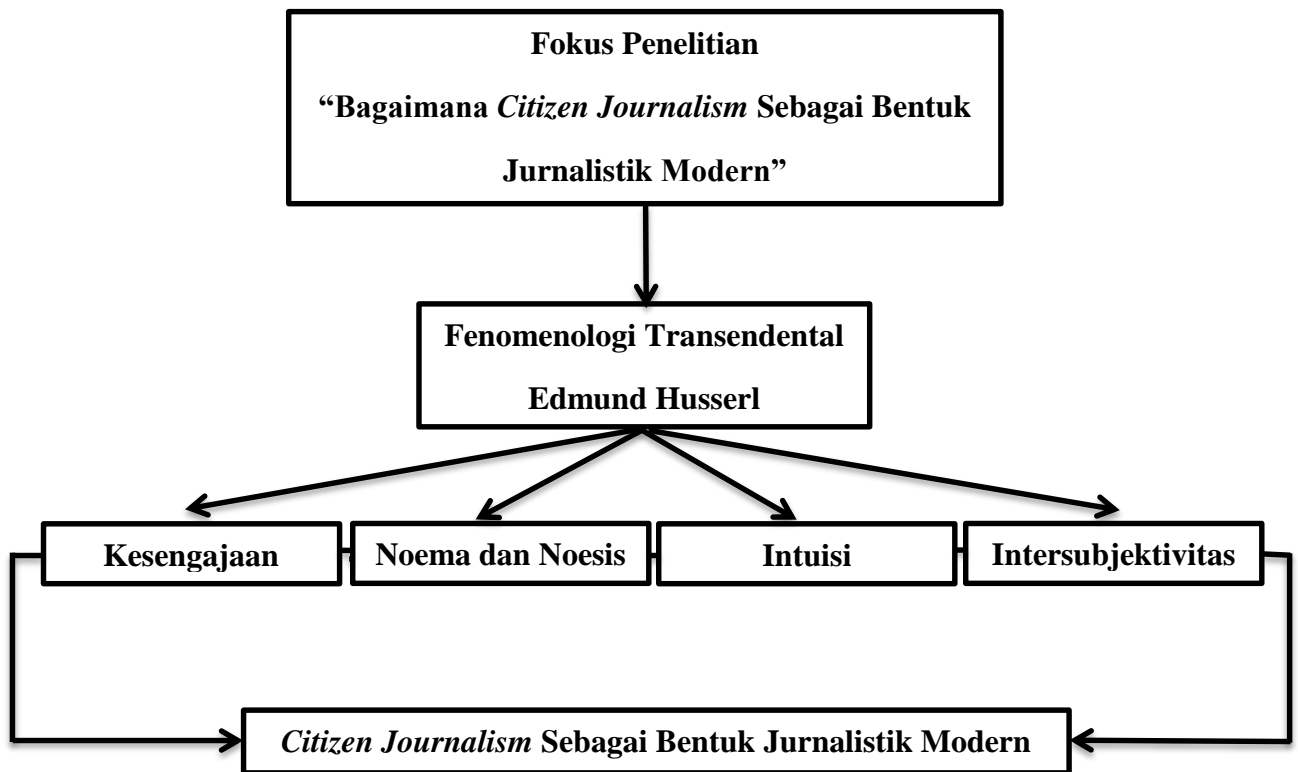 Fokus Penelitian
“Bagaimana Citizen Journalism Sebagai Bentuk
Jurnalistik Modern”
Fenomenologi Transendental
Edmund Husserl
Kesengajaan
Noema dan Noesis
Intuisi
Intersubjektivitas
Citizen Journalism Sebagai Bentuk Jurnalistik Modern